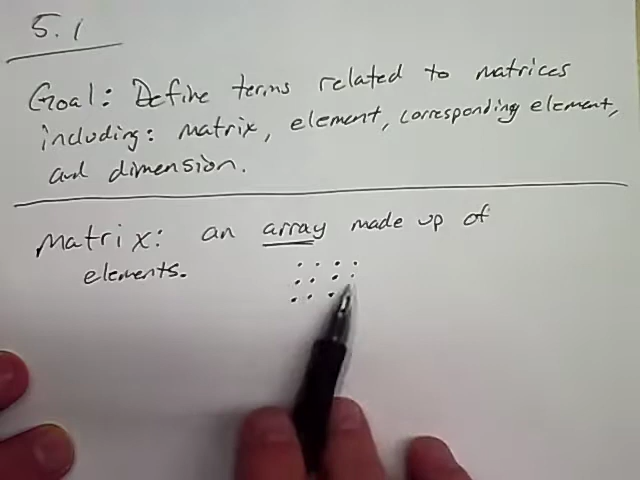 5.1
Goal: Define terms related to matrices
including: matrix, element, corresponding element,
and dimension.
Matrix: an array made up of
elements.